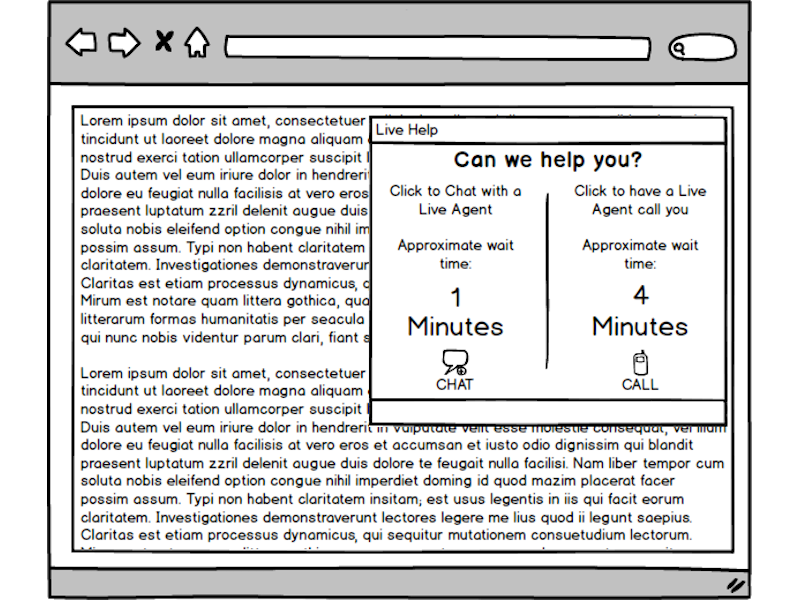 Lorem ipsum dolor sit amet, consectetuer
tincidunt ut laoreet dolore magna aliquam
nostrud exerci tation ullamcorper suscipit
Duis autem vel eum iriure dolor in hendrerit
dolore eu feugiat nulla facilisis at vero eros
praesent luptatum zzril delenit augue duis
soluta nobis eleifend option congue nihil im
possim assum. Typi non habent claritatem
claritatem. Investigationes demonstraverun
Claritas est etiam processus dynamicus,
Mirum est notare quam littera gothica, qua
litterarum formas humanitatis per seacula
qui nunc nobis videntur parum clari, fiant s
Live Help
Can we help you?
Click to Chat with a
Live Agent
Approximate wait
time:
1
Minutes
CHAT
Click to have a Live
Agent call you
Approximate wait
time:
4
Minutes
CALL
Lorem ipsum dolor sit amet, consectetuer
tincidunt ut laoreet dolore magna aliquam
nostrud exerci tation ullamcorper suscipit
Duis autem vel eum iriure dolor in hendrerit in vulputate velit esse molestie consequat, vel illum
dolore eu feugiat nulla facilisis at vero eros et accumsan et iusto odio dignissim qui blandit
praesent luptatum zzril delenit augue duis dolore te feugait nulla facilisi. Nam liber tempor cum
soluta nobis eleifend option congue nihil imperdiet doming id quod mazim placerat facer
possim assum. Typi non habent claritatem insitam; est usus legentis in iis qui facit eorum
claritatem. Investigationes demonstraverunt lectores legere me lius quod ii legunt saepius.
Claritas est etiam processus dynamicus, qui sequitur mutationem consuetudium lectorum.